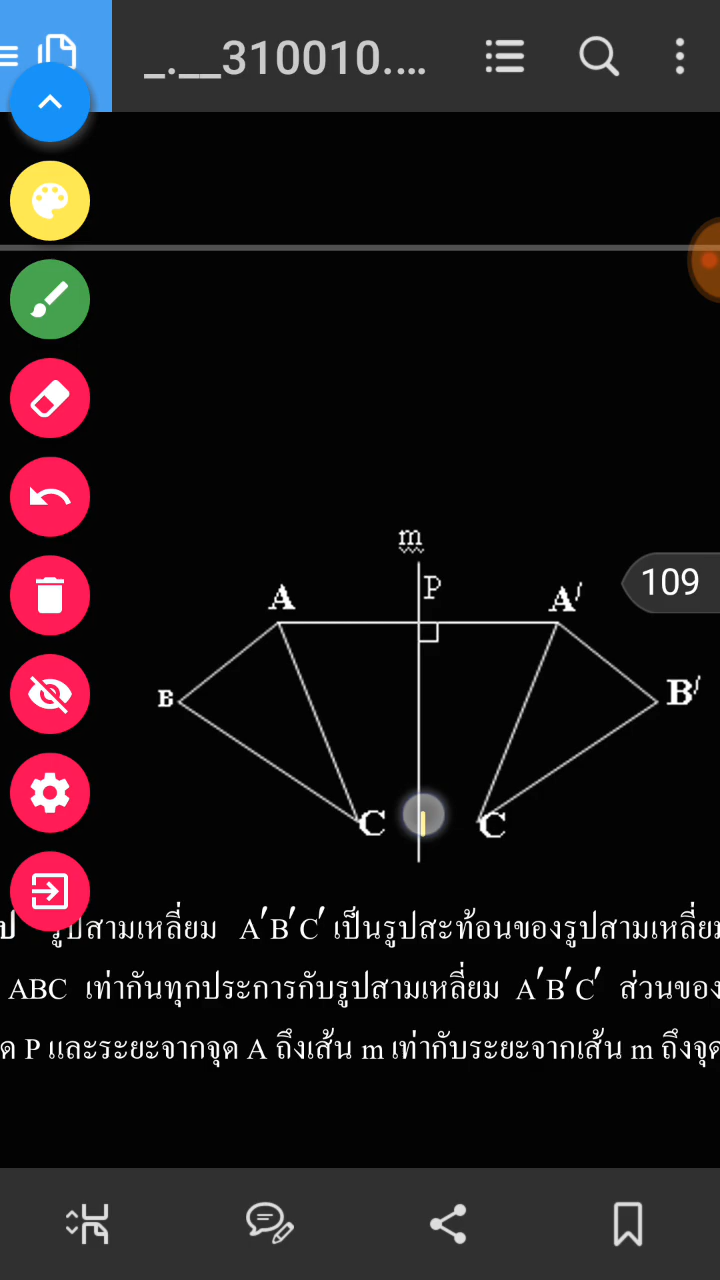 _.__310010....
m
P
A A′
109
B B′
C C
รูปสามเหลี่ยม A′B′C′ เป็นรูปสะท้อนของรูปสามเหลี่ยม
ABC เท่ากันทุกประการกับรูปสามเหลี่ยม A′B′C′ ส่วนของ
ด P และระยะจากจุด A ถึงเส้น m เท่ากับระยะจากเส้น m ถึงจุด